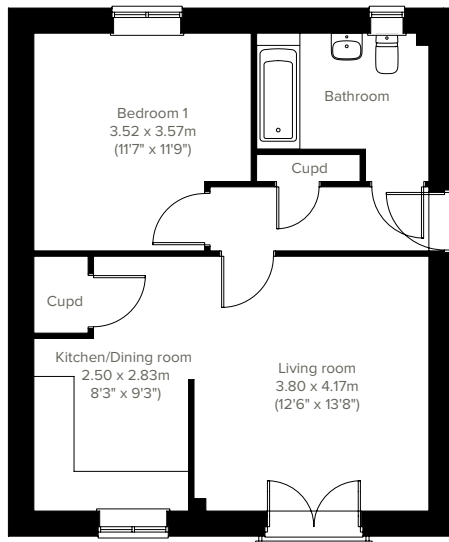 Bedroom 1
3.52 x 3.57m
(11'7" x 11'9")
Bathroom
Cupd
Cupd
Kitchen/Dining room
2.50 x 2.83m
8'3" x 9'3")
Living room
3.80 x 4.17m
(12'6" x 13'8")